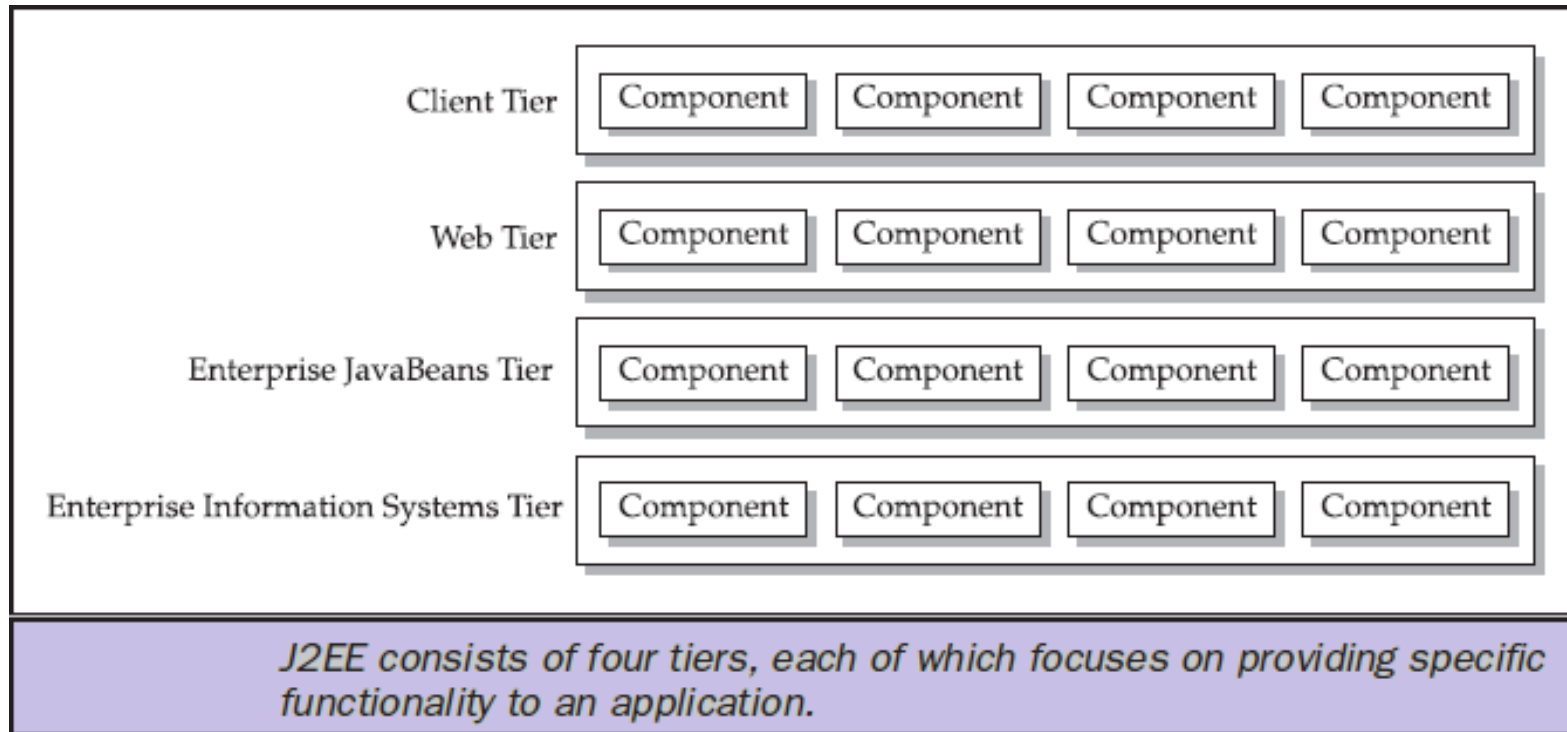 Client Tier Component Component Component Component
Web Tier Component Component Component Component
Enterprise JavaBeans Tier Component Component Component Component
Enterprise Information Systems Tier Component Component Component Component
J2EE consists of four tiers, each of which focuses on providing specific
functionality to an application.